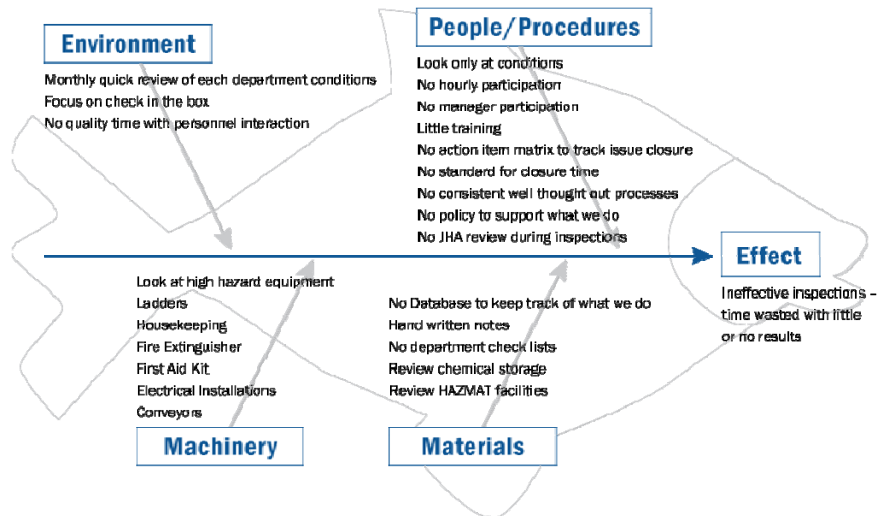 Environment
Monthly quick review of each department conditions
Focus on check in the box
No quality time with personnel interaction
People/Procedures
Look only at conditions
No hourly participation
No manager participation
Little training
No action item matrix to track issue closure
No standard for closure time
No consistent well thought out processes
No policy to support what we do
No JHA review during inspections
Effect
Ineffective inspections –
time wasted with little
or no results
Look at high hazard equipment
Ladders
Housekeeping
Fire Extinguisher
First Aid Kit
Electrical Installations
Conveyors
Machinery
No Database to keep track of what we do
Hand written notes
No department check lists
Review chemical storage
Review HAZMAT facilities
Materials